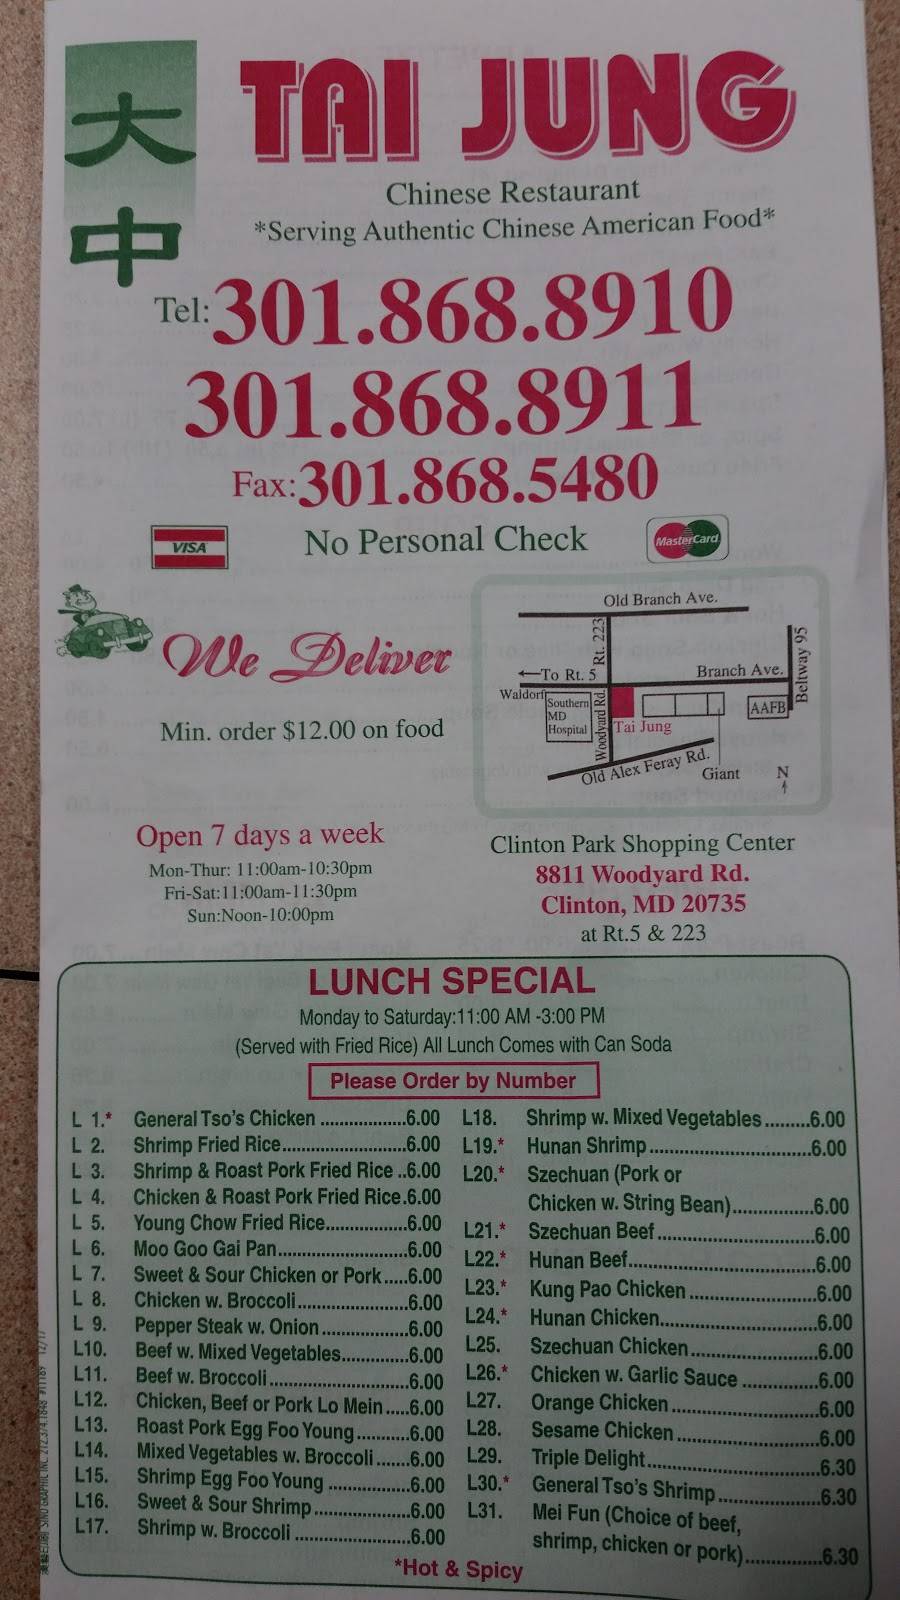 大中
TAI JUNG
Chinese Restaurant
*Serving Authentic Chinese American Food*
Tel:301.868.8910
301.868.8911
Fax:301.868.5480
VISA
No Personal Check
MasterCard
We Deliver
Min. order $12.00 on food
Old Branch Ave.
Rt. 223
←To Rt. 5
Branch Ave.
Beltway 95
Waldorf
Southern
MD
Hospital
Woodyard Rd.
Tai Jung
AAFB
Old Alex Feray Rd.
Giant
N
↑
Open 7 days a week
Mon-Thur: 11:00am-10:30pm
Fri-Sat:11:00am-11:30pm
Sun:Noon-10:00pm
Clinton Park Shopping Center
8811 Woodyard Rd.
Clinton, MD 20735
at Rt.5 & 223
LUNCH SPECIAL
Monday to Saturday:11:00 AM -3:00 PM
(Served with Fried Rice) All Lunch Comes with Can Soda
Please Order by Number
L 1.* General Tso's Chicken ..................6.00
L 2. Shrimp Fried Rice..........................6.00
L 3. Shrimp & Roast Pork Fried Rice ..6.00
L 4. Chicken & Roast Pork Fried Rice.6.00
L 5. Young Chow Fried Rice.................6.00
L 6. Moo Goo Gai Pan...........................6.00
L 7. Sweet & Sour Chicken or Pork.....6.00
L 8. Chicken w. Broccoli.......................6.00
L 9. Pepper Steak w. Onion..................6.00
L10. Beef w. Mixed Vegetables.............6.00
L11. Beef w. Broccoli............................6.00
L12. Chicken, Beef or Pork Lo Mein.....6.00
L13. Roast Pork Egg Foo Young...........6.00
L14. Mixed Vegetables w. Broccoli.......6.00
L15. Shrimp Egg Foo Young .................6.00
L16. Sweet & Sour Shrimp....................6.00
L17. Shrimp w. Broccoli ........................6.00
L18. Shrimp w. Mixed Vegetables.........6.00
L19.* Hunan Shrimp................................6.00
L20.* Szechuan (Pork or
Chicken w. String Bean)................6.00
L21.* Szechuan Beef...............................6.00
L22.* Hunan Beef.....................................6.00
L23.* Kung Pao Chicken .........................6.00
L24.* Hunan Chicken...............................6.00
L25. Szechuan Chicken.........................6.00
L26.* Chicken w. Garlic Sauce ...............6.00
L27. Orange Chicken .............................6.00
L28. Sesame Chicken ............................6.00
L29. Triple Delight..................................6.30
L30.* General Tso's Shrimp.....................6.30
L31. Mei Fun (Choice of beef,
shrimp, chicken or pork)...............6.30
*Hot & Spicy